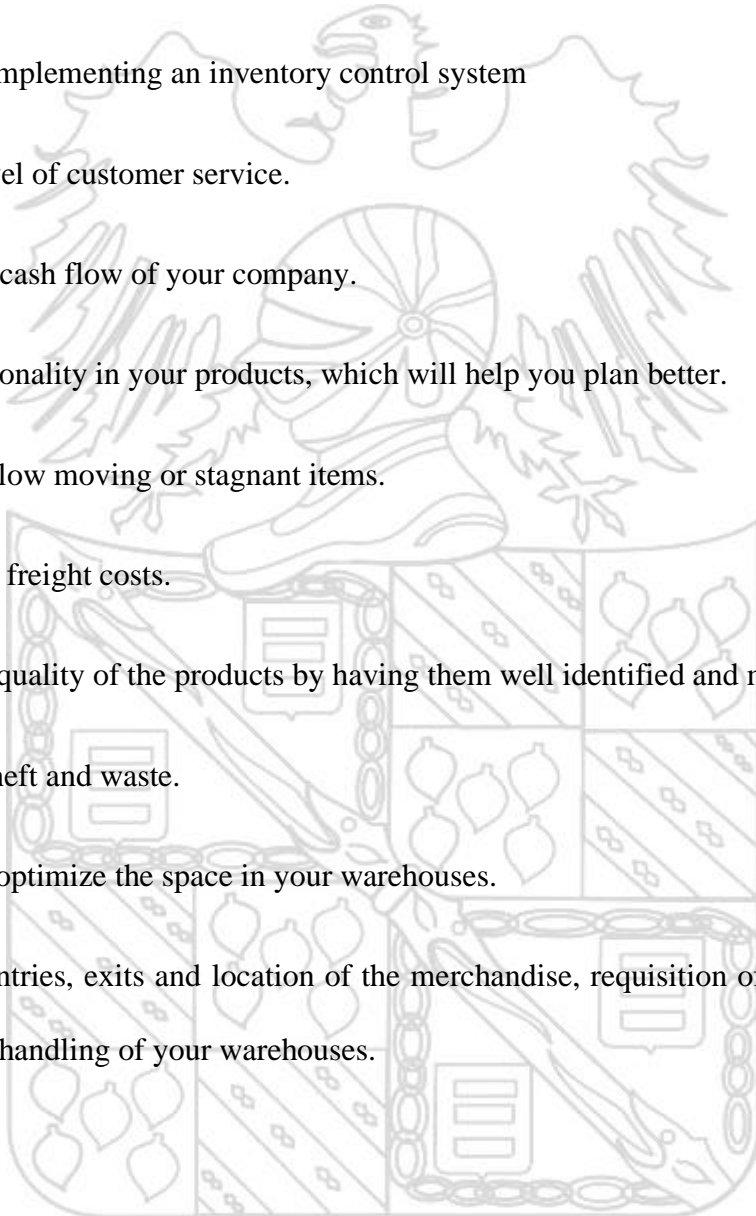 mplementing an inventory control system
el of customer service.
cash flow of your company.
onality in your products, which will help you plan better.
low moving or stagnant items.
freight costs.
quality of the products by having them well identified and
heft and waste.
optimize the space in your warehouses.
ntries, exits and location of the merchandise, requisition
handling of your warehouses.